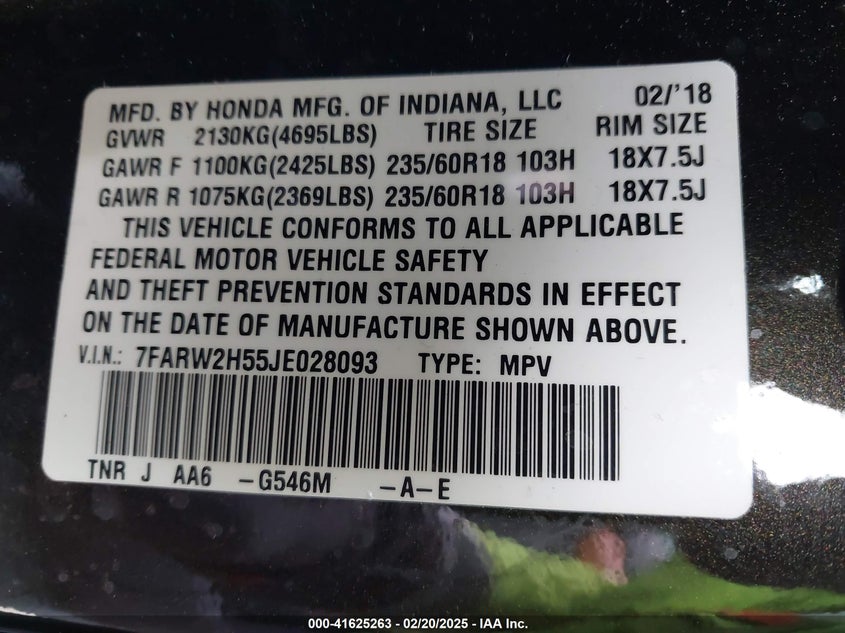 MFD. BY HONDA MFG. OF INDIANA, LLC 02/'18
GVWR 2130KG(4695LBS) TIRE SIZE RIM SIZE
GAWR F 1100KG(2425LBS) 235/60R18 103H 18X7.5J
GAWR R 1075KG(2369LBS) 235/60R18 103H 18X7.5J
THIS VEHICLE CONFORMS TO ALL APPLICABLE
FEDERAL MOTOR VEHICLE SAFETY
AND THEFT PREVENTION STANDARDS IN EFFECT
ON THE DATE OF MANUFACTURE SHOWN ABOVE.
V.I.N.: 7FARW2H55JE028093 TYPE: MPV
TNR J AA6 -G546M -A-E
000-41625263 - 02/20/2025 - IAA Inc.